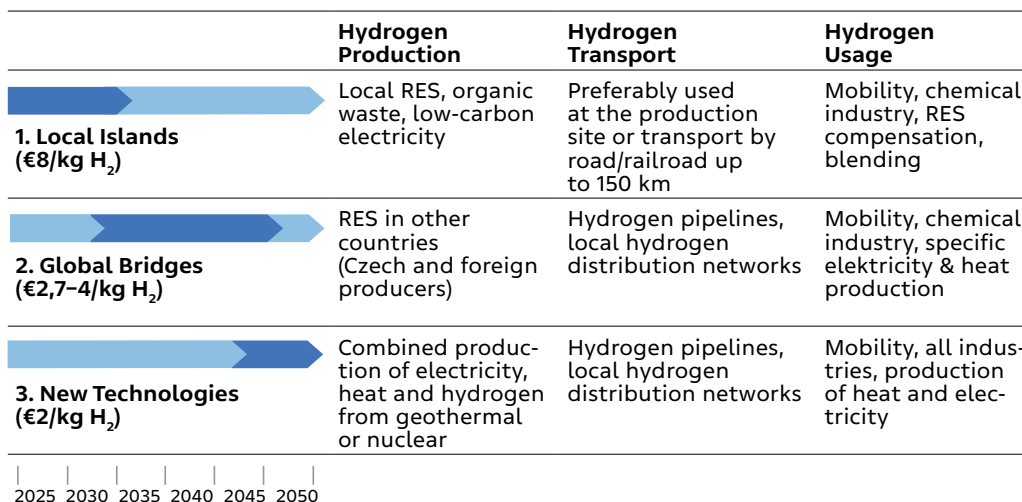 Hydrogen
Production
Hydrogen
Transport
Hydrogen
Usage
1. Local Islands
(€8/kg H₂)
Local RES, organic
waste, low-carbon
electricity
Preferably used
at the production
site or transport by
road/railroad up
to 150 km
Mobility, chemical
industry, RES
compensation,
blending
2. Global Bridges
(€2,7–4/kg H₂)
RES in other
countries
(Czech and foreign
producers)
Hydrogen pipelines,
local hydrogen
distribution networks
Mobility, chemical
industry, specific
elektricity & heat
production
3. New Technologies
(€2/kg H₂)
Combined produc-
tion of electricity,
heat and hydrogen
from geothermal
or nuclear
Hydrogen pipelines,
local hydrogen
distribution networks
Mobility, all indus-
tries, production
of heat and elec-
tricity
2025 2030 2035 2040 2045 2050